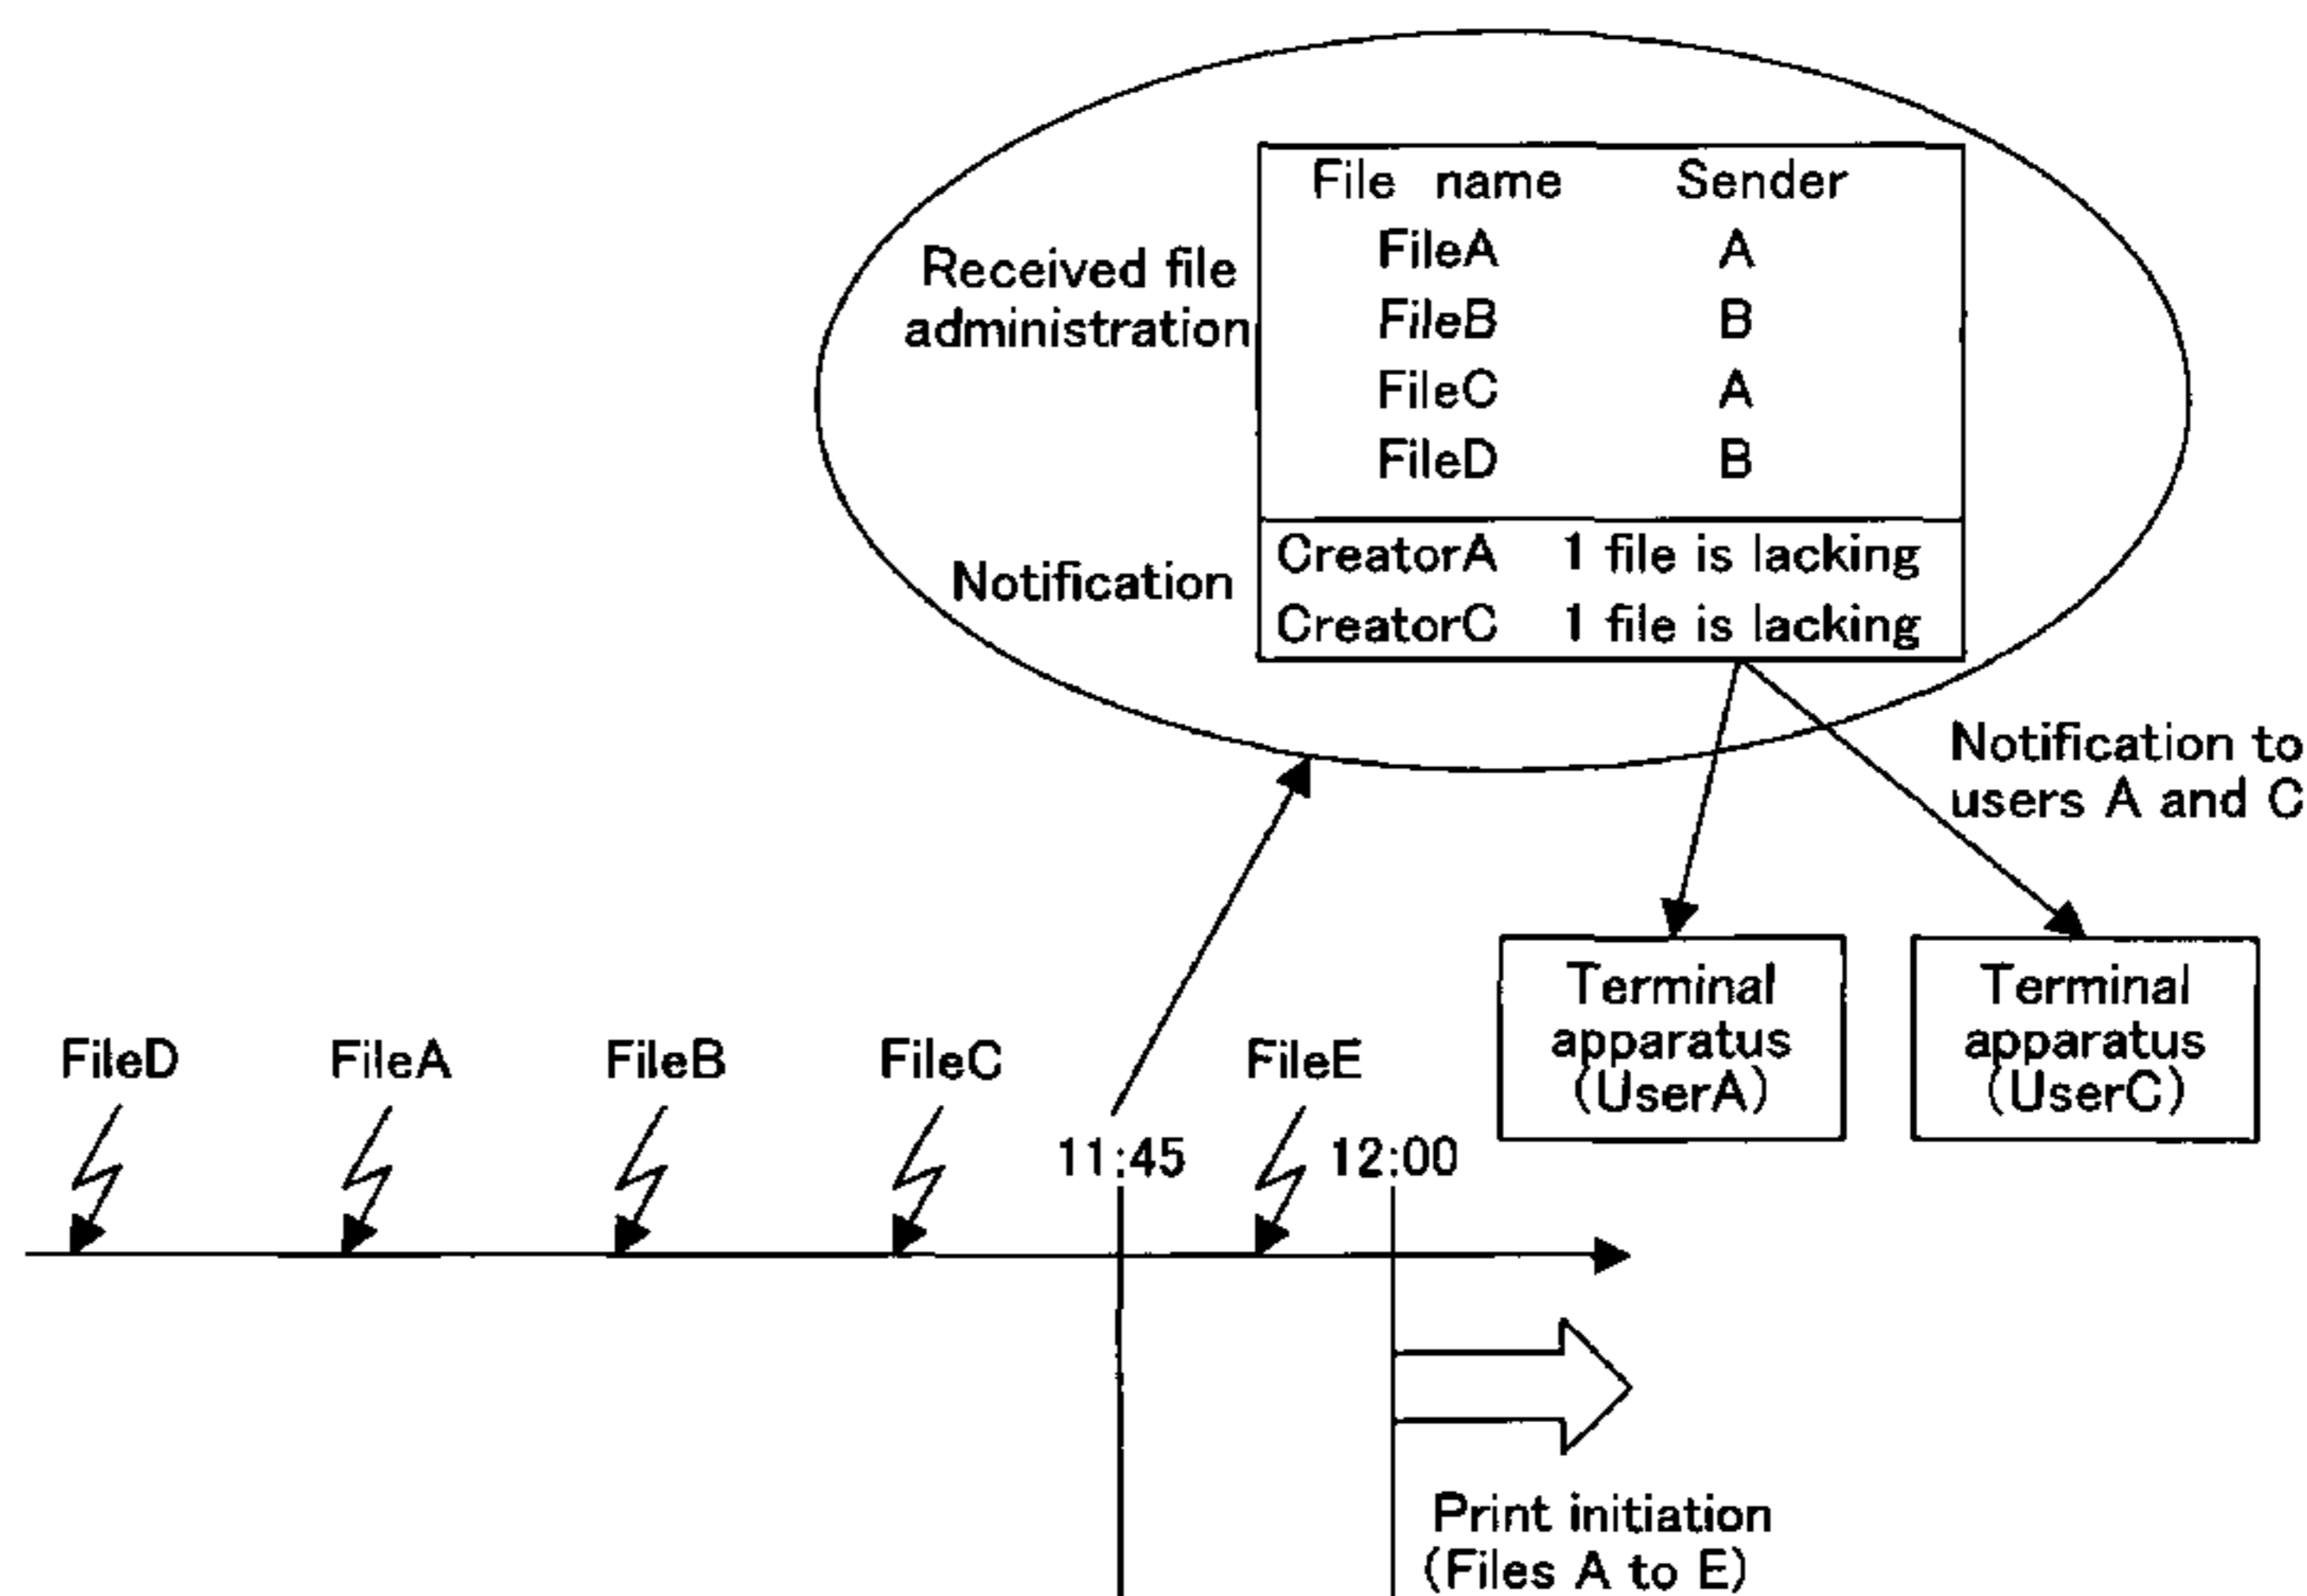 File name Sender
FileA A
FileB B
FileC A
FileD B
Received file
administration
Notification
CreatorA 1 file is lacking
CreatorC 1 file is lacking
Notification to
users A and C
Terminal
apparatus
(UserA)
Terminal
apparatus
(UserC)
FileD FileA FileB FileC FileE
11:45 12:00
Print initiation
(Files A to E)